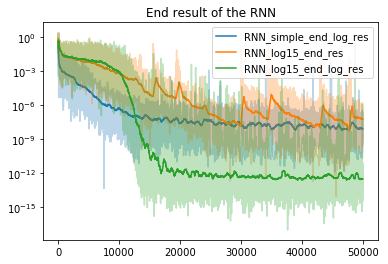 End result of the RNN
RNN_simple_end_log_res
RNN_log15_end_res
RNN_log15_end_log_res
10⁰
10⁻³
10⁻⁶
10⁻⁹
10⁻¹²
10⁻¹⁵
0 10000 20000 30000 40000 50000